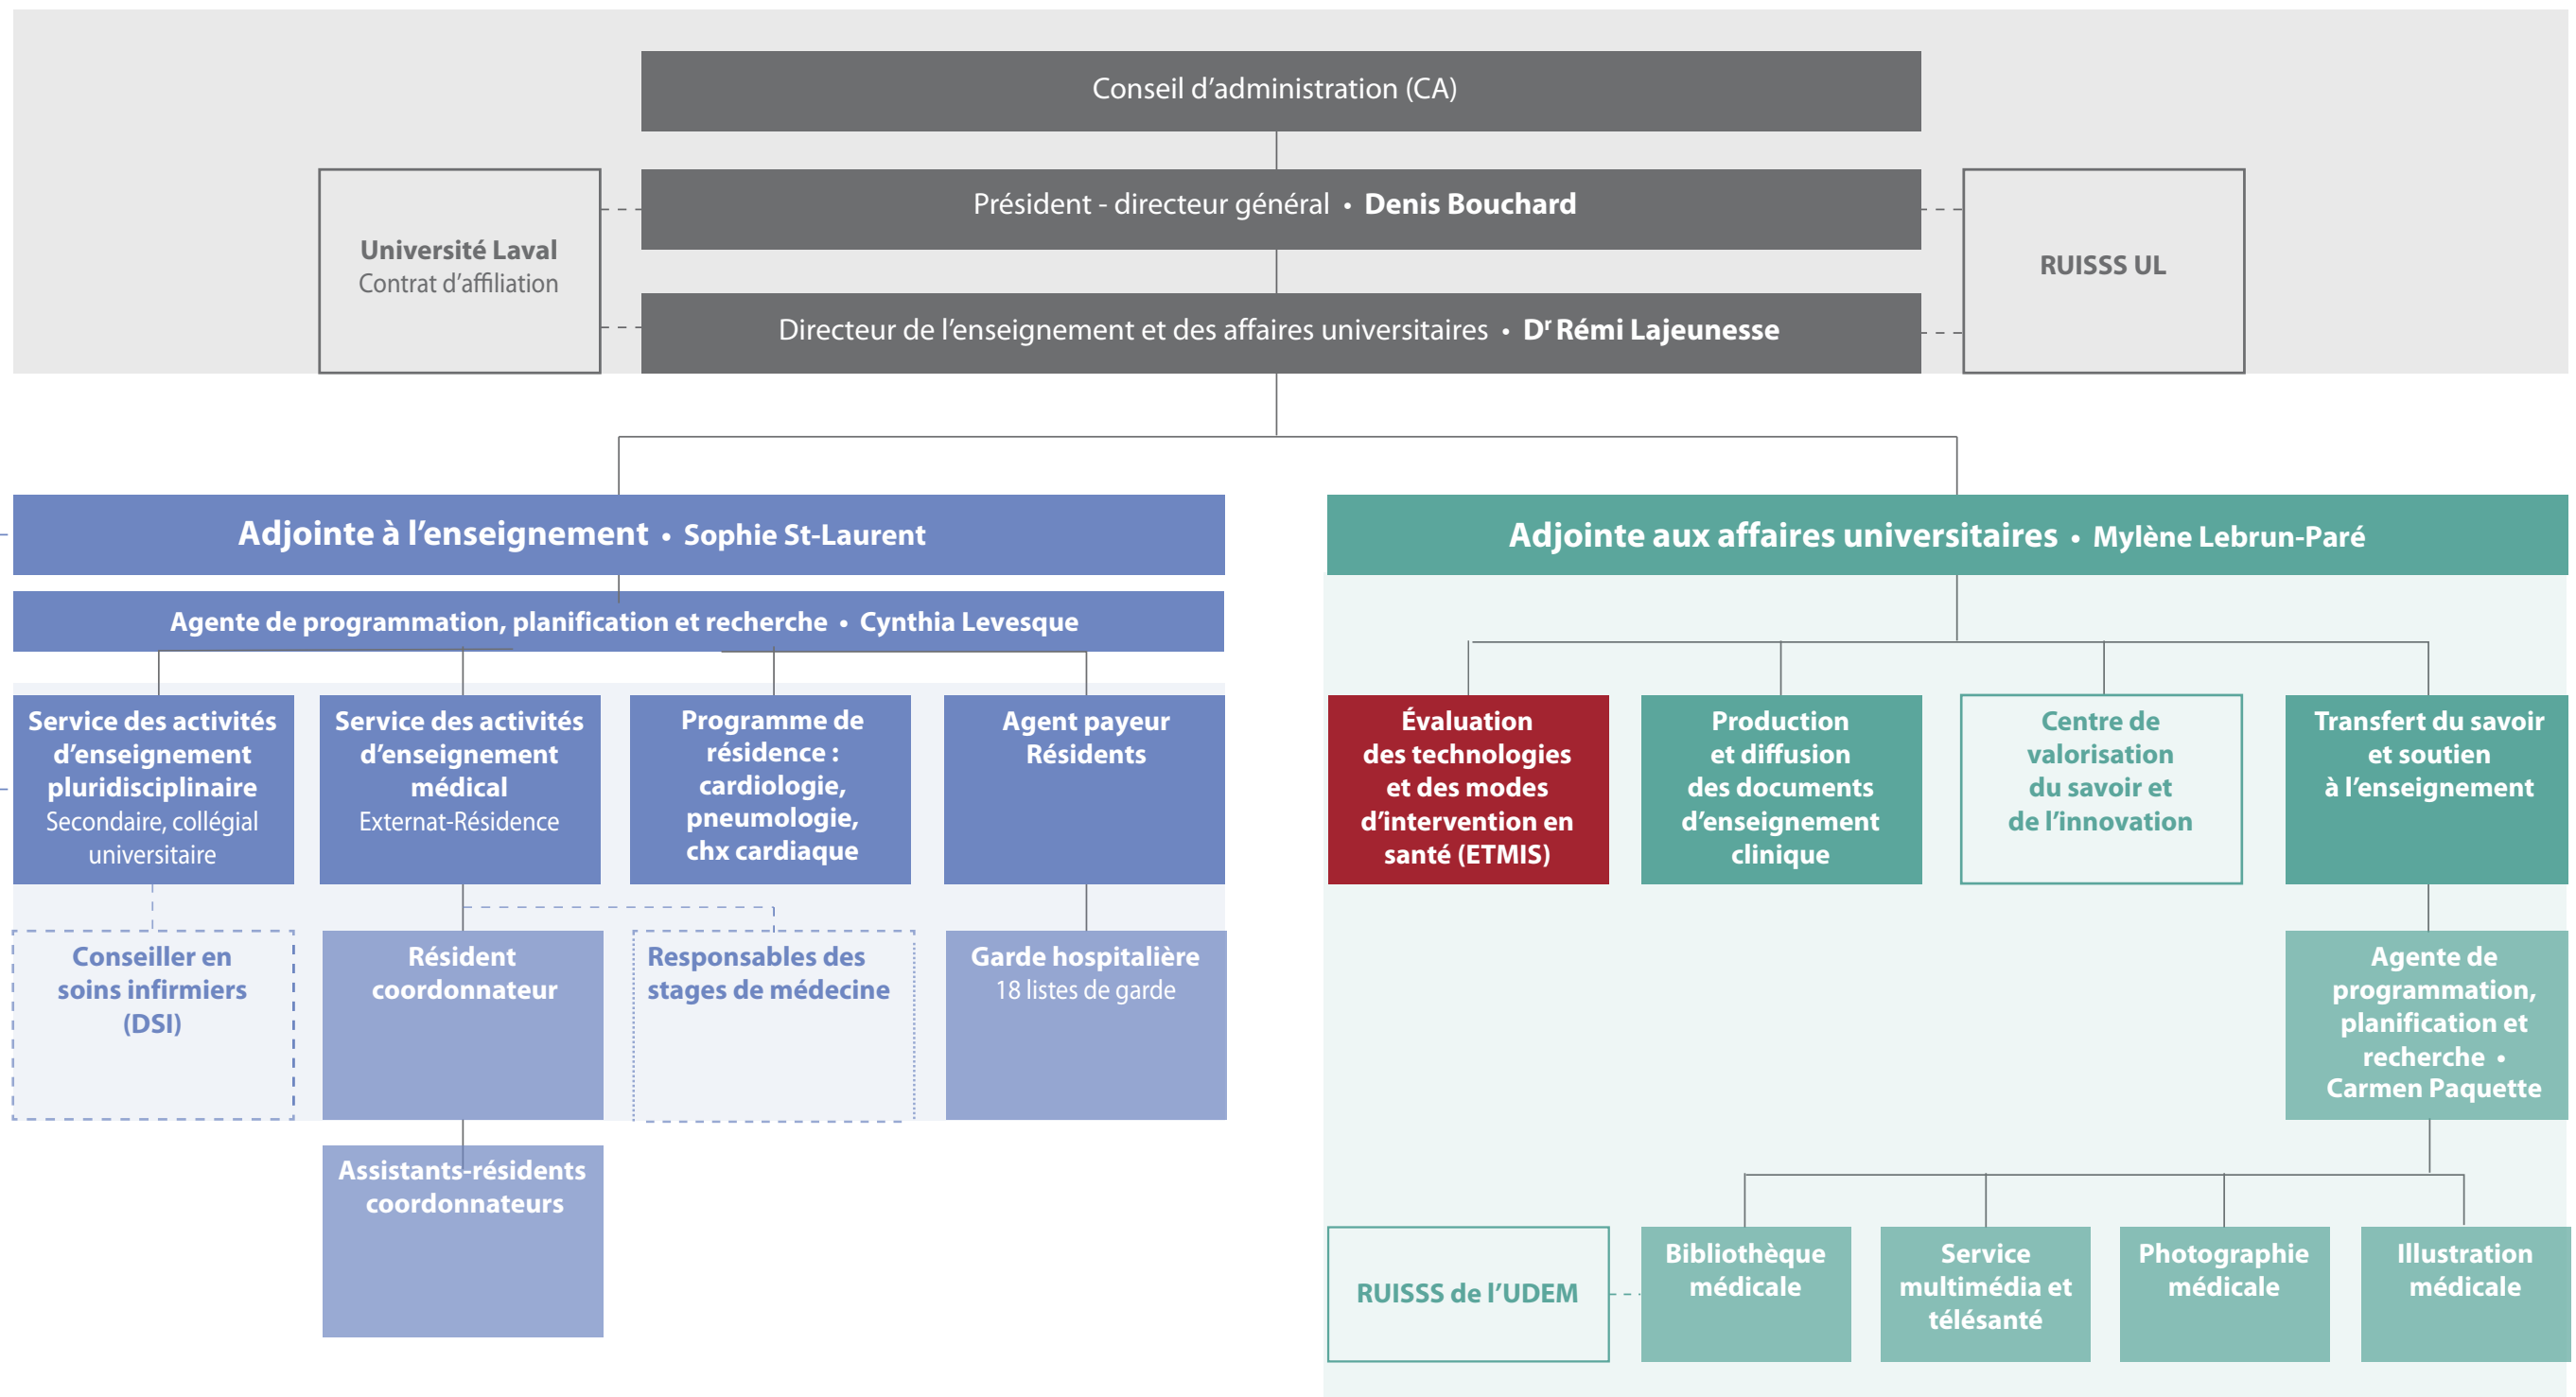 Conseil d’administration (CA)
Président - directeur général • Denis Bouchard
Université Laval
Contrat d’affiliation
RUISSS UL
Directeur de l’enseignement et des affaires universitaires • Dr Rémi Lajeunesse
Adjointe à l’enseignement • Sophie St-Laurent
Agente de programmation, planification et recherche • Cynthia Levesque
Service des activités
d’enseignement
pluridisciplinaire
Secondaire, collégial
universitaire
Service des activités
d’enseignement
médical
Externat-Résidence
Programme de
résidence :
cardiologie,
pneumologie,
chx cardiaque
Agent payeur
Résidents
Conseiller en
soins infirmiers
(DSI)
Résident
coordonnateur
Responsables des
stages de médecine
Garde hospitalière
18 listes de garde
Assistants-résidents
coordonnateurs
Adjointe aux affaires universitaires • Mylène Lebrun-Paré
Évaluation
des technologies
et des modes
d’intervention en
santé (ETMIS)
Production
et diffusion
des documents
d’enseignement
clinique
Centre de
valorisation
du savoir et
de l’innovation
Transfert du savoir
et soutien
à l’enseignement
Agente de
programmation,
planification et
recherche •
Carmen Paquette
RUISSS de l’UDEM
Bibliothèque
médicale
Service
multimédia et
télésanté
Photographie
médicale
Illustration
médicale